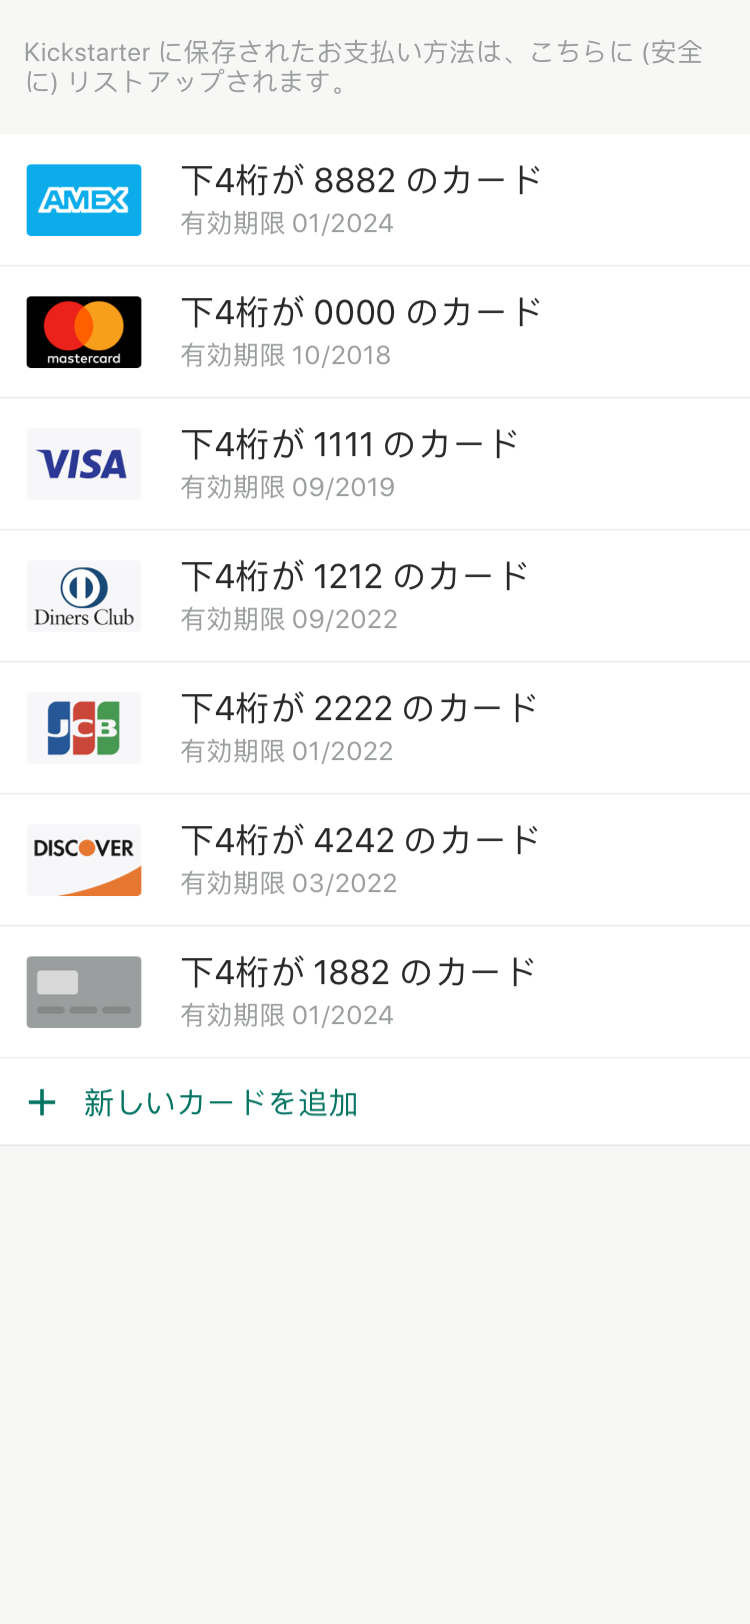 Kickstarter に保存されたお支払い方法は、こちらに (安全
に) リストアップされます。
AMEX
下4桁が 8882 のカード
有効期限 01/2024
mastercard
下4桁が 0000 のカード
有効期限 10/2018
VISA
下4桁が 1111 のカード
有効期限 09/2019
Diners Club
下4桁が 1212 のカード
有効期限 09/2022
JCB
下4桁が 2222 のカード
有効期限 01/2022
DISCOVER
下4桁が 4242 のカード
有効期限 03/2022
下4桁が 1882 のカード
有効期限 01/2024
+ 新しいカードを追加